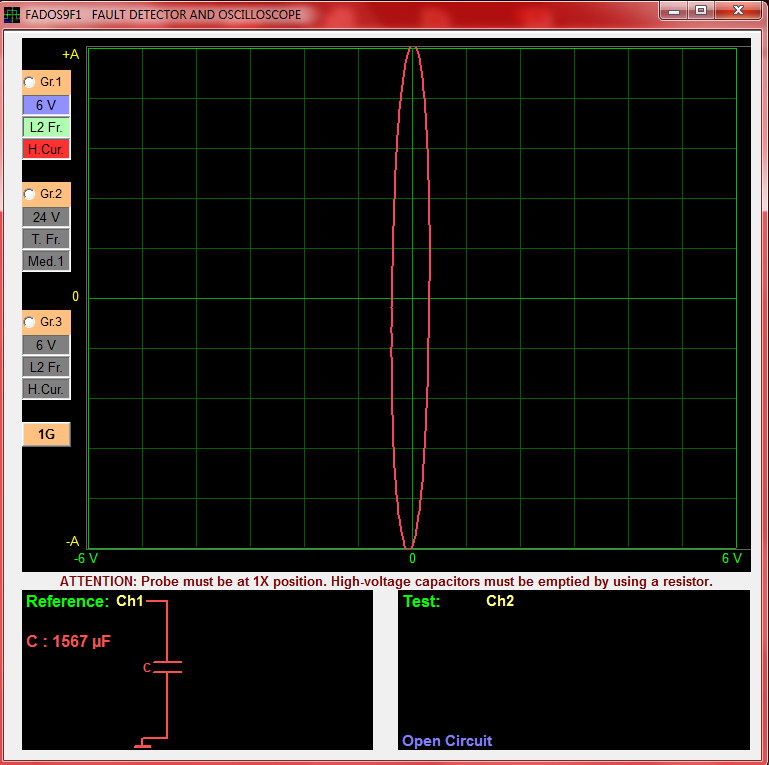 FADOS9F1 FAULT DETECTOR AND OSCILLOSCOPE
+A
Gr.1
6 V
L2 Fr.
H.Cur.
Gr.2
24 V
T. Fr.
Med.1
0
Gr.3
6 V
L2 Fr.
H.Cur.
1G
-A
-6 V 0 6 V
ATTENTION: Probe must be at 1X position. High-voltage capacitors must be emptied by using a resistor.
Reference: Ch1
C : 1567 µF
C
Test: Ch2
Open Circuit